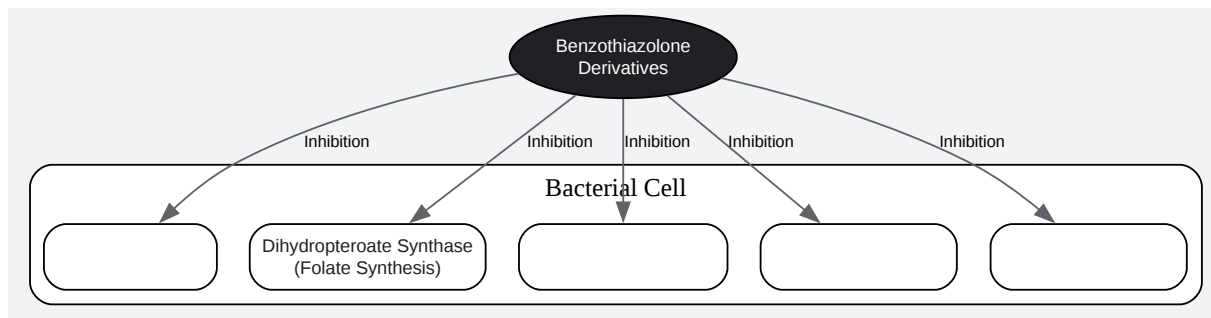 Benzothiazolone
Derivatives
Inhibition
Inhibition
Inhibition
Inhibition
Inhibition
Bacterial Cell
Dihydropteroate Synthase
(Folate Synthesis)